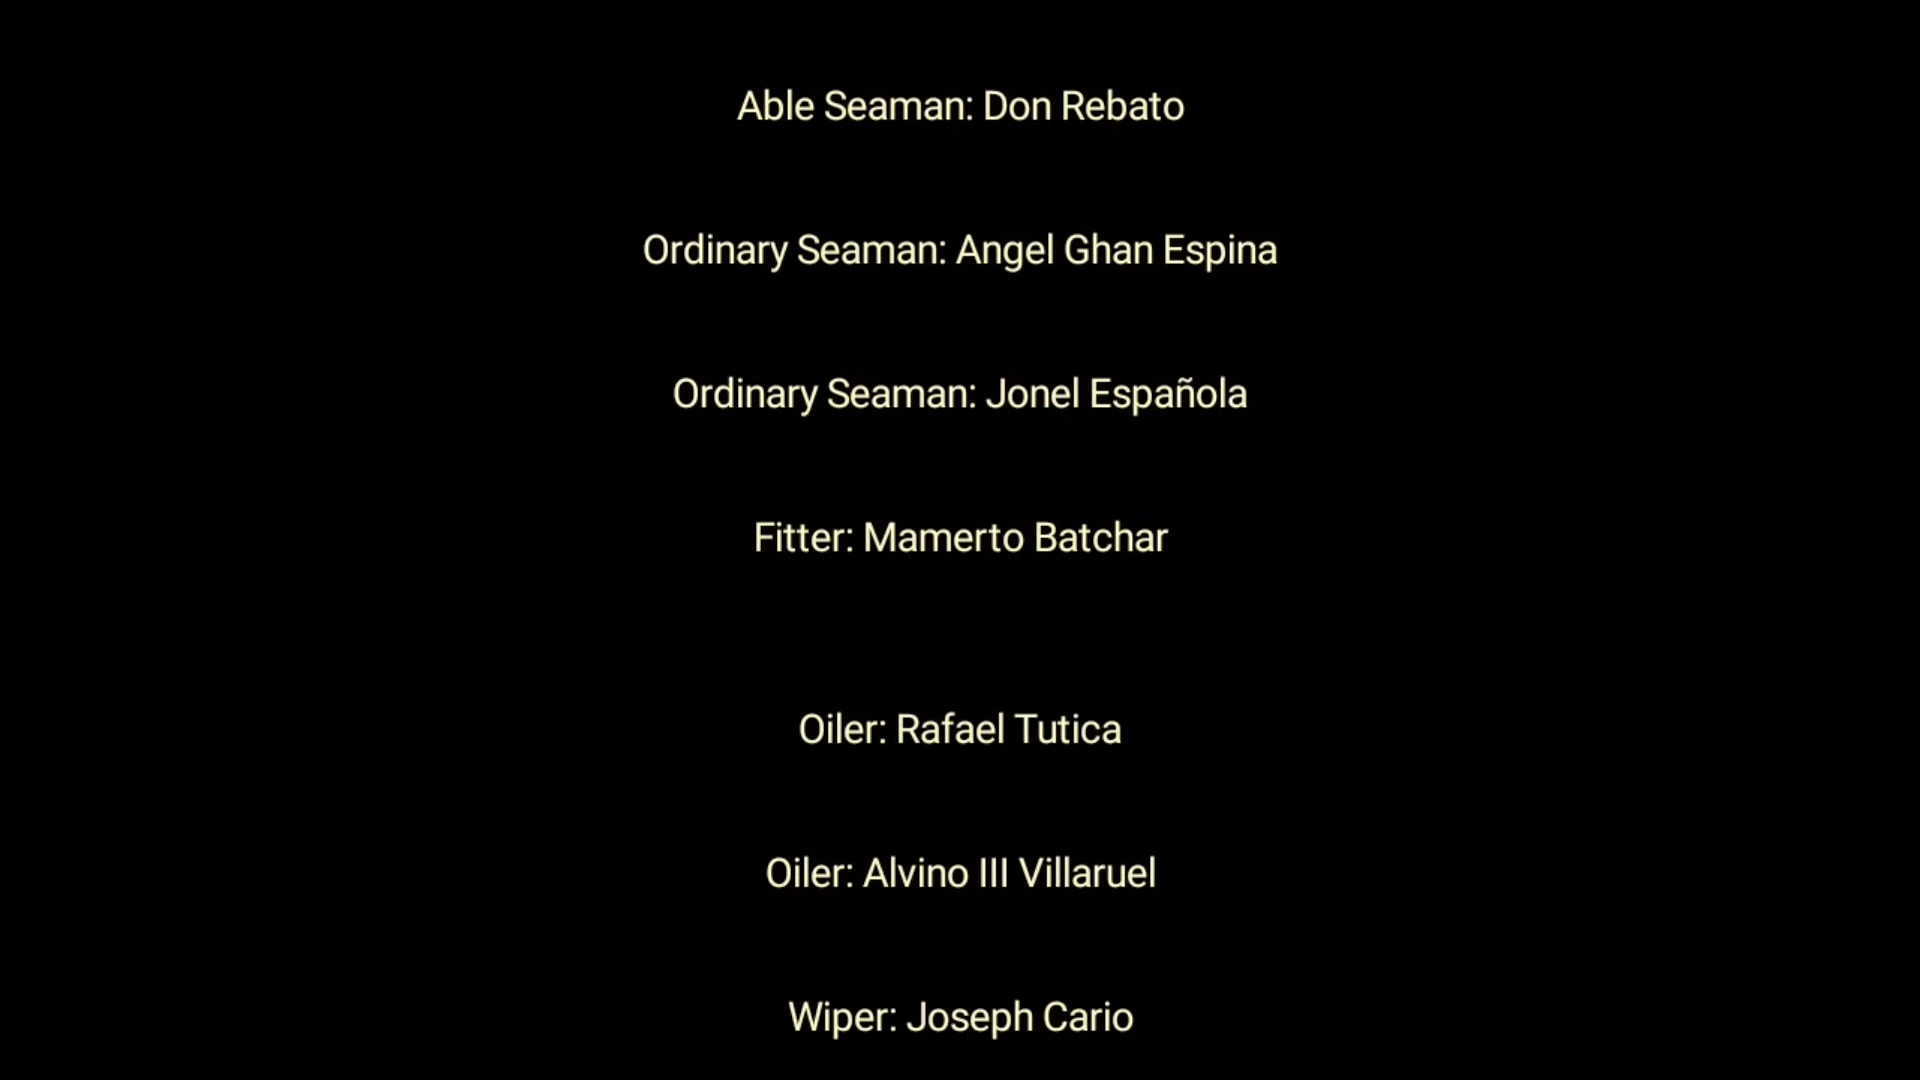 Able Seaman: Don Rebato
Ordinary Seaman: Angel Ghan Espina
Ordinary Seaman: Jonel Española
Fitter: Mamerto Batchar
Oiler: Rafael Tutica
Oiler: Alvino III Villaruel
Wiper: Joseph Cario